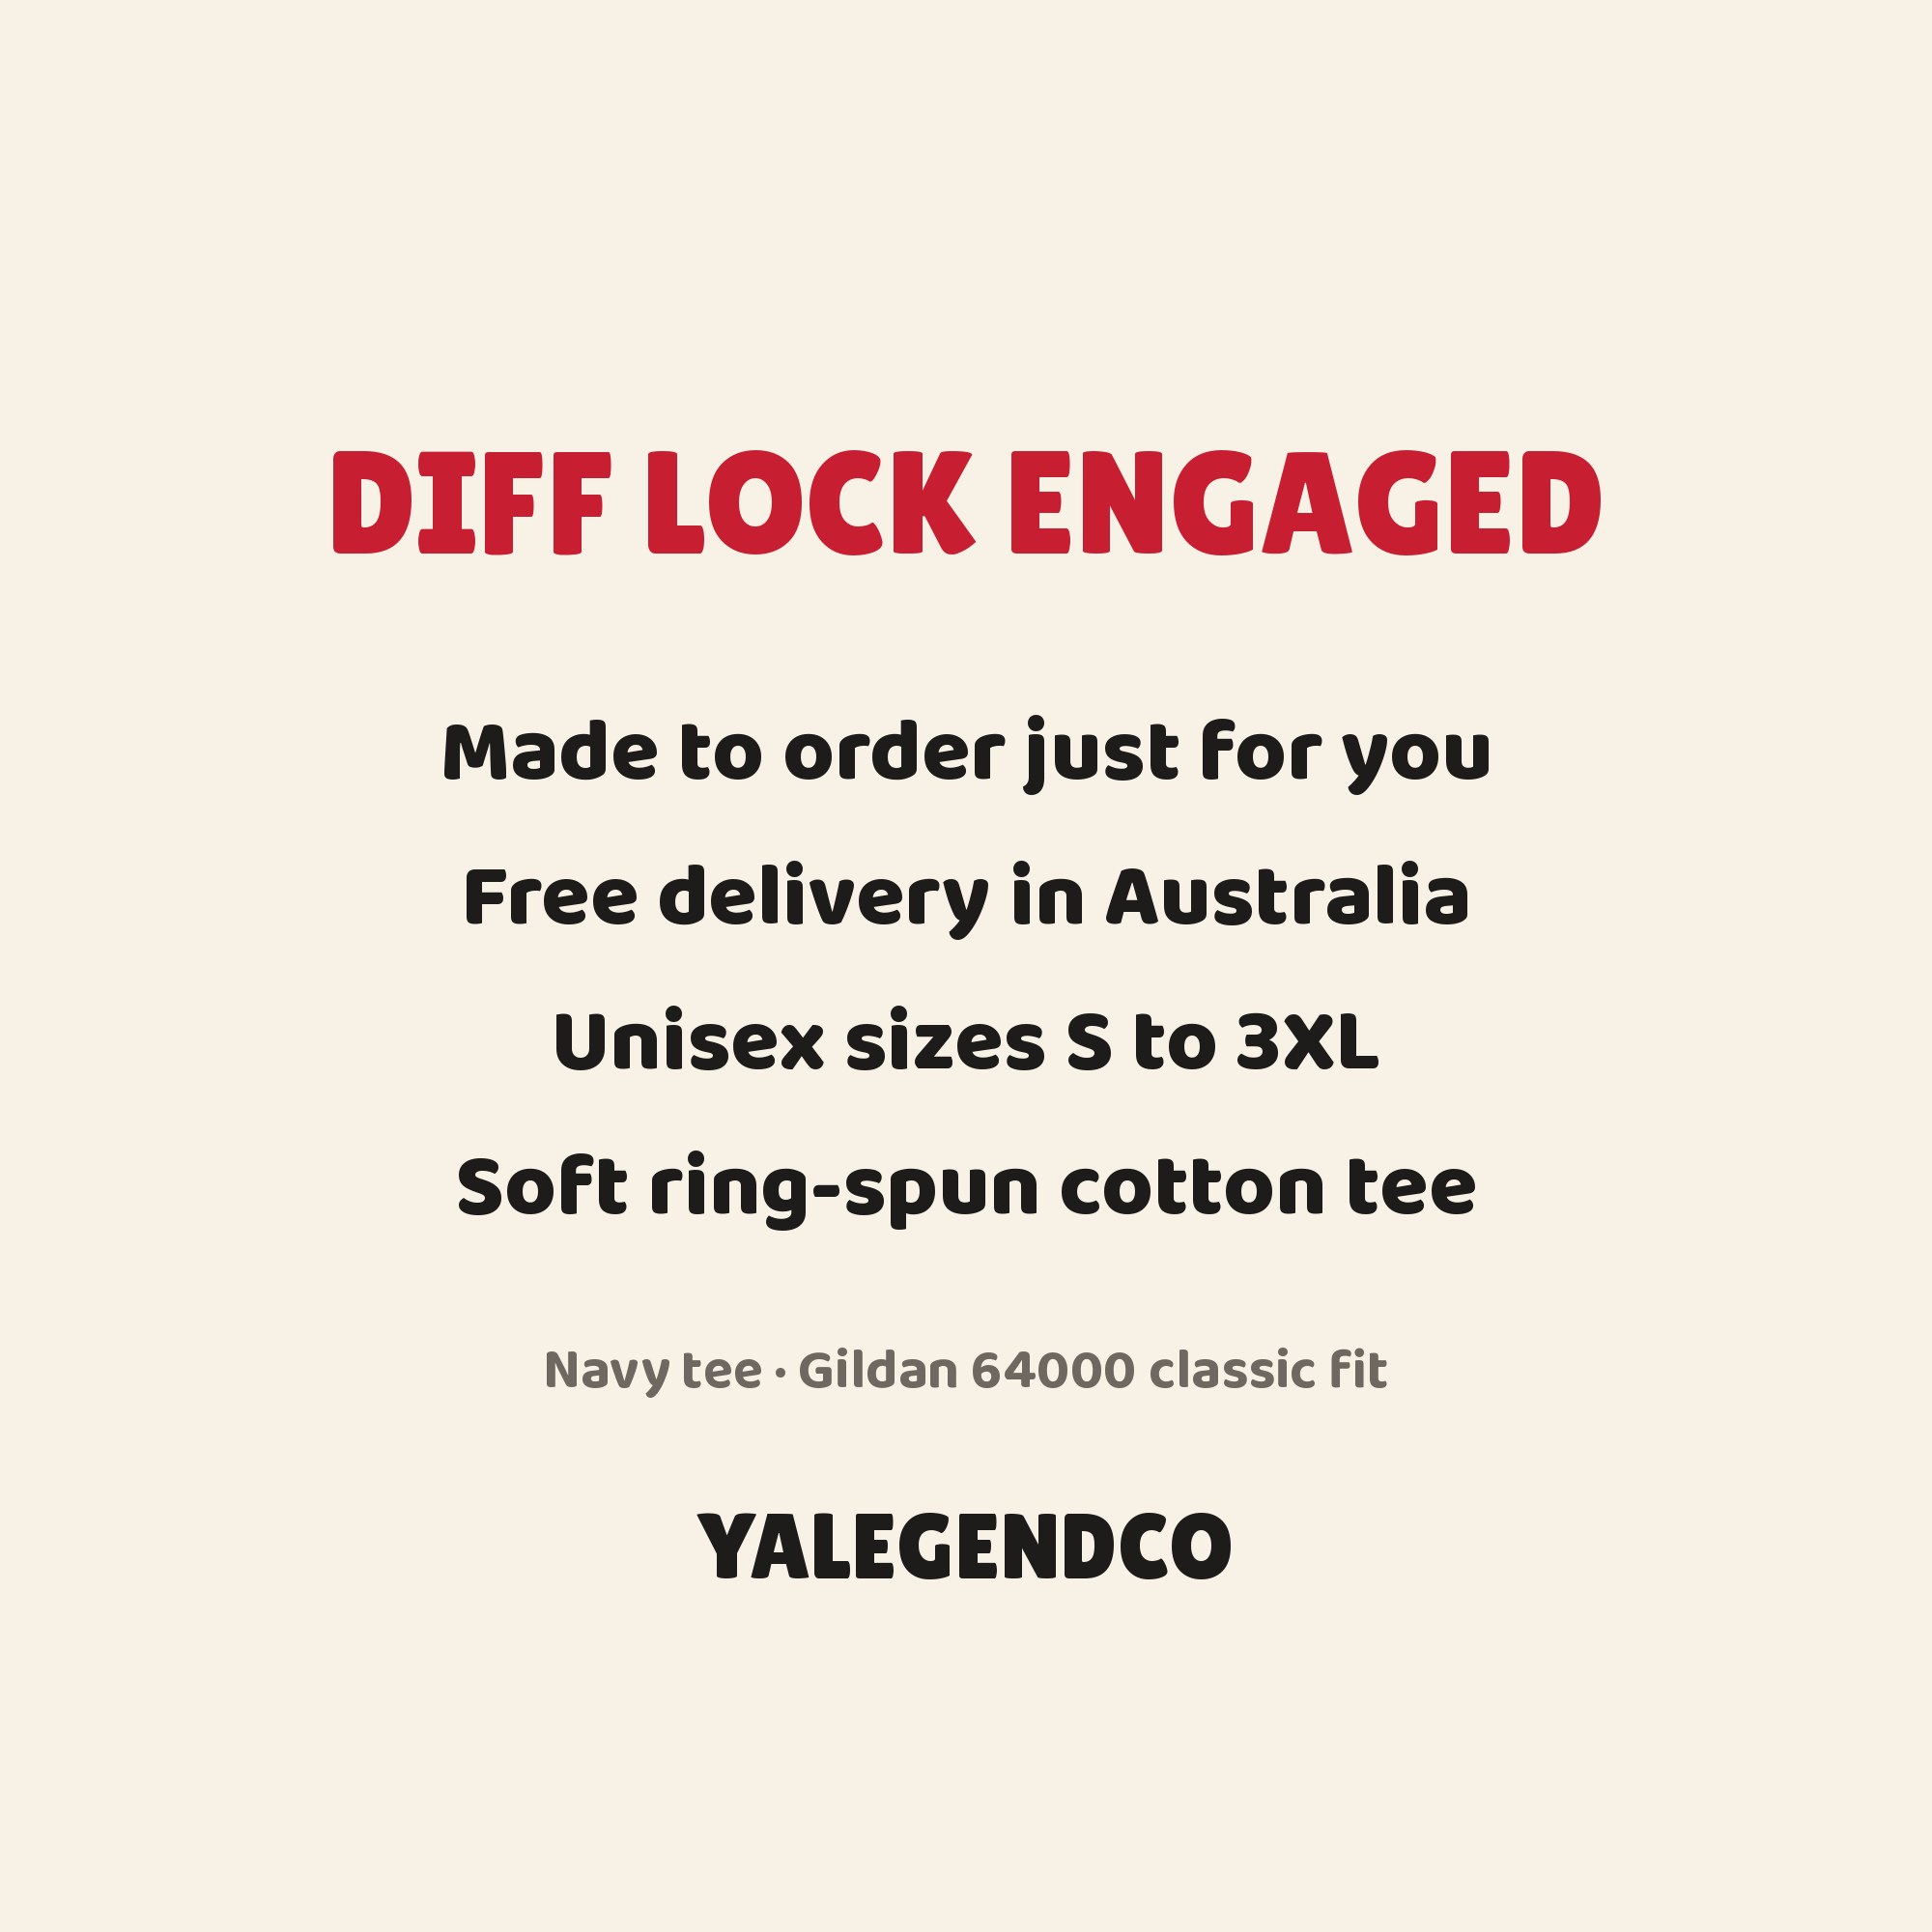 DIFF LOCK ENGAGED
Made to order just for you
Free delivery in Australia
Unisex sizes S to 3XL
Soft ring-spun cotton tee
Navy tee · Gildan 64000 classic fit
YALEGENDCO